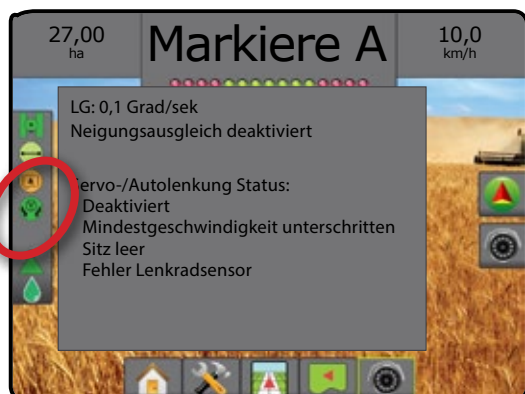 27,00
ha
Markiere A
10,0
km/h
LG: 0,1 Grad/sek
Neigungsausgleich deaktiviert
Servo-/Autolenkung Status:
Deaktiviert
Mindestgeschwindigkeit unterschritten
Sitz leer
Fehler Lenkradsensor